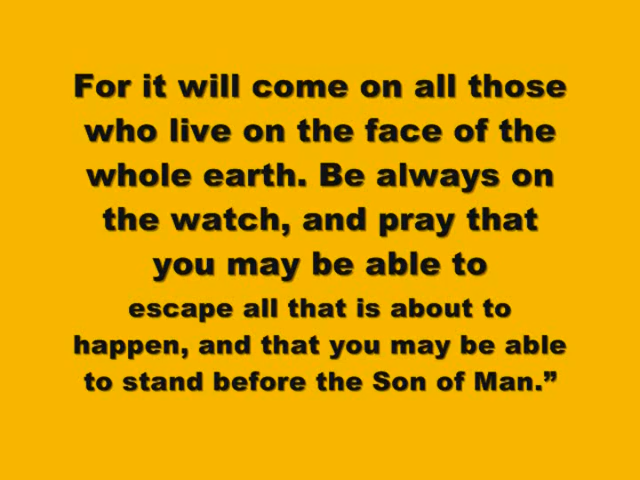 For it will come on all those
who live on the face of the
whole earth. Be always on
the watch, and pray that
you may be able to
escape all that is about to
happen, and that you may be able
to stand before the Son of Man.”